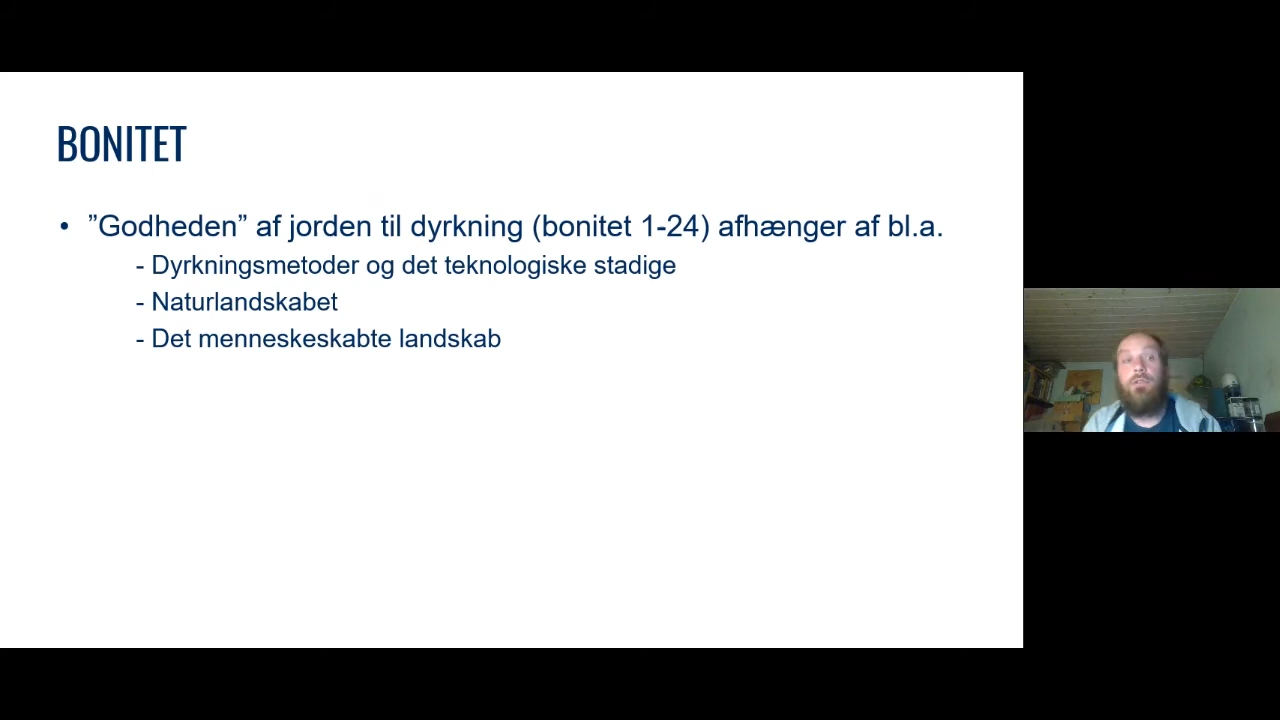 BONITET
• ”Godheden” af jorden til dyrkning (bonitet 1-24) afhænger af bl.a.
- Dyrkningsmetoder og det teknologiske stadige
- Naturlandskabet
- Det menneskeskabte landskab